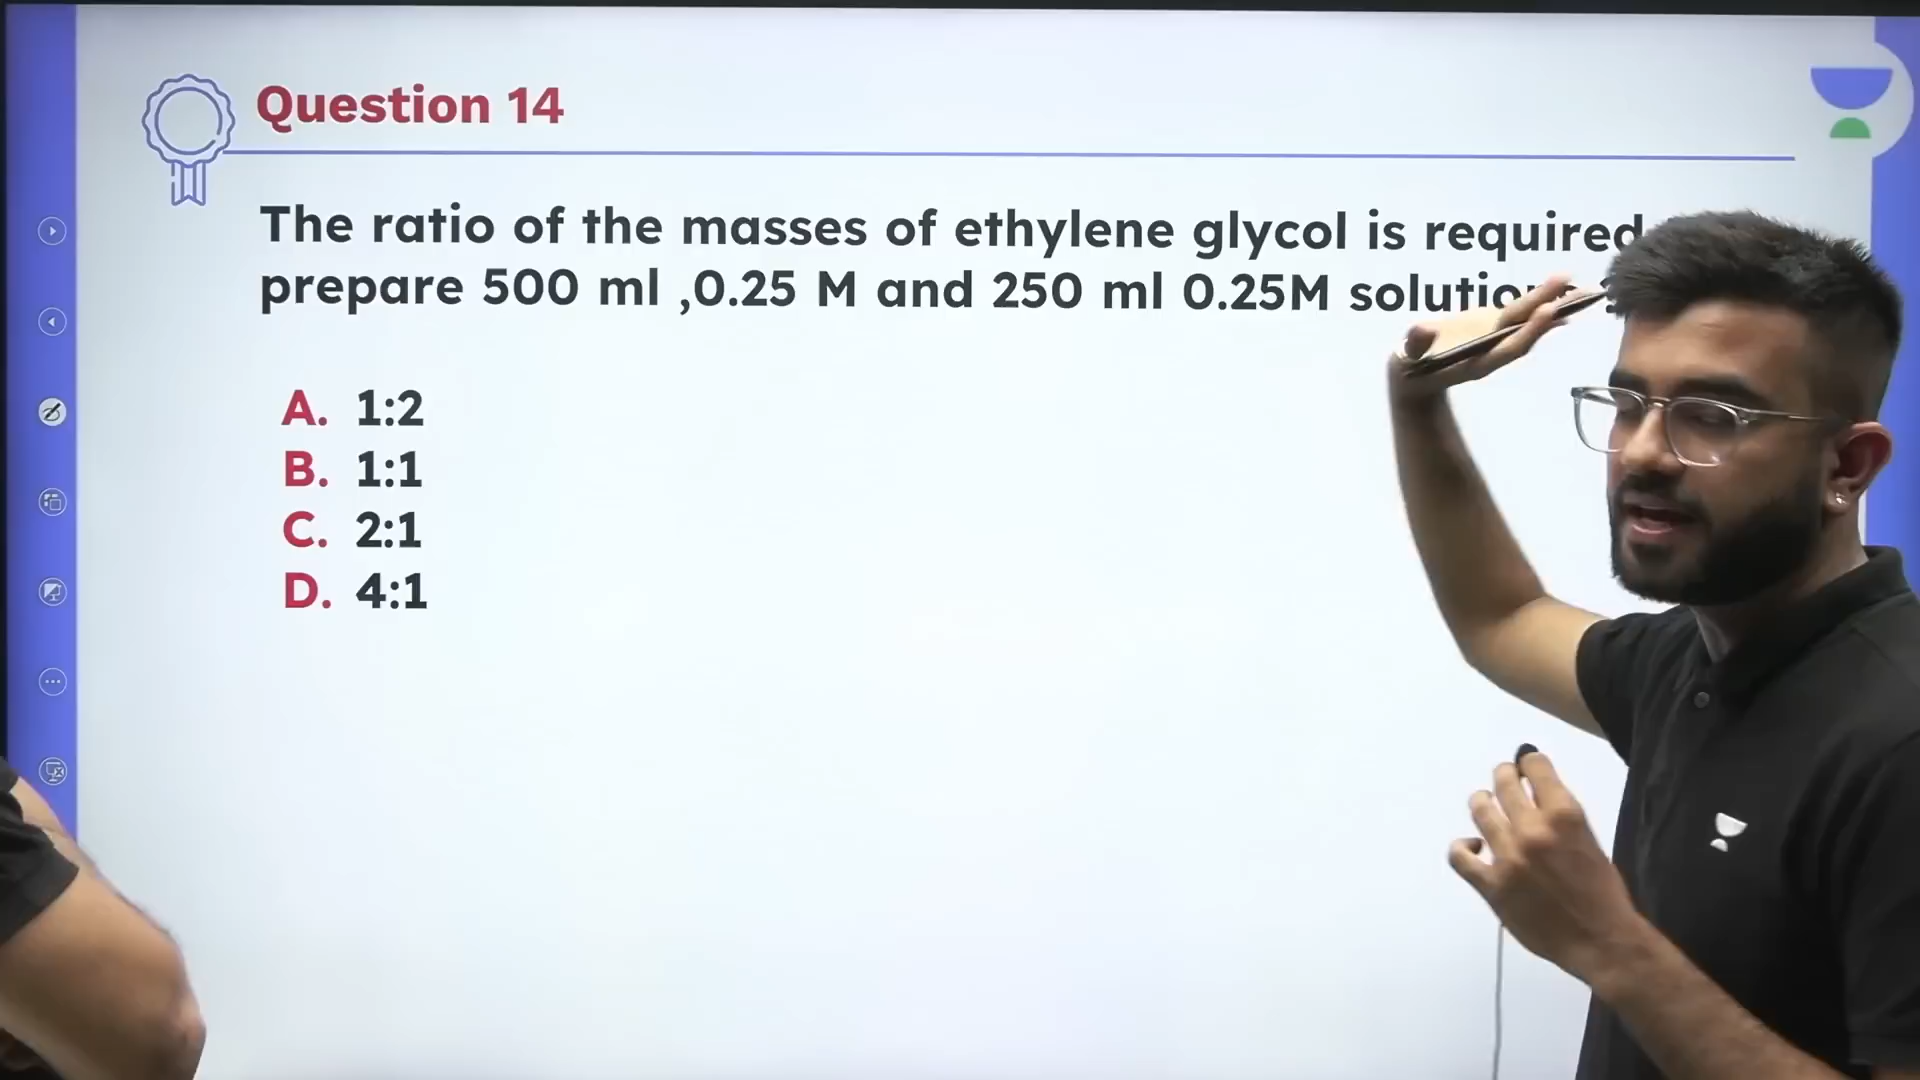 Question 14
The ratio of the masses of ethylene glycol is required
prepare 500 ml ,0.25 M and 250 ml 0.25M
A. 1:2
B. 1:1
C. 2:1
D. 4:1